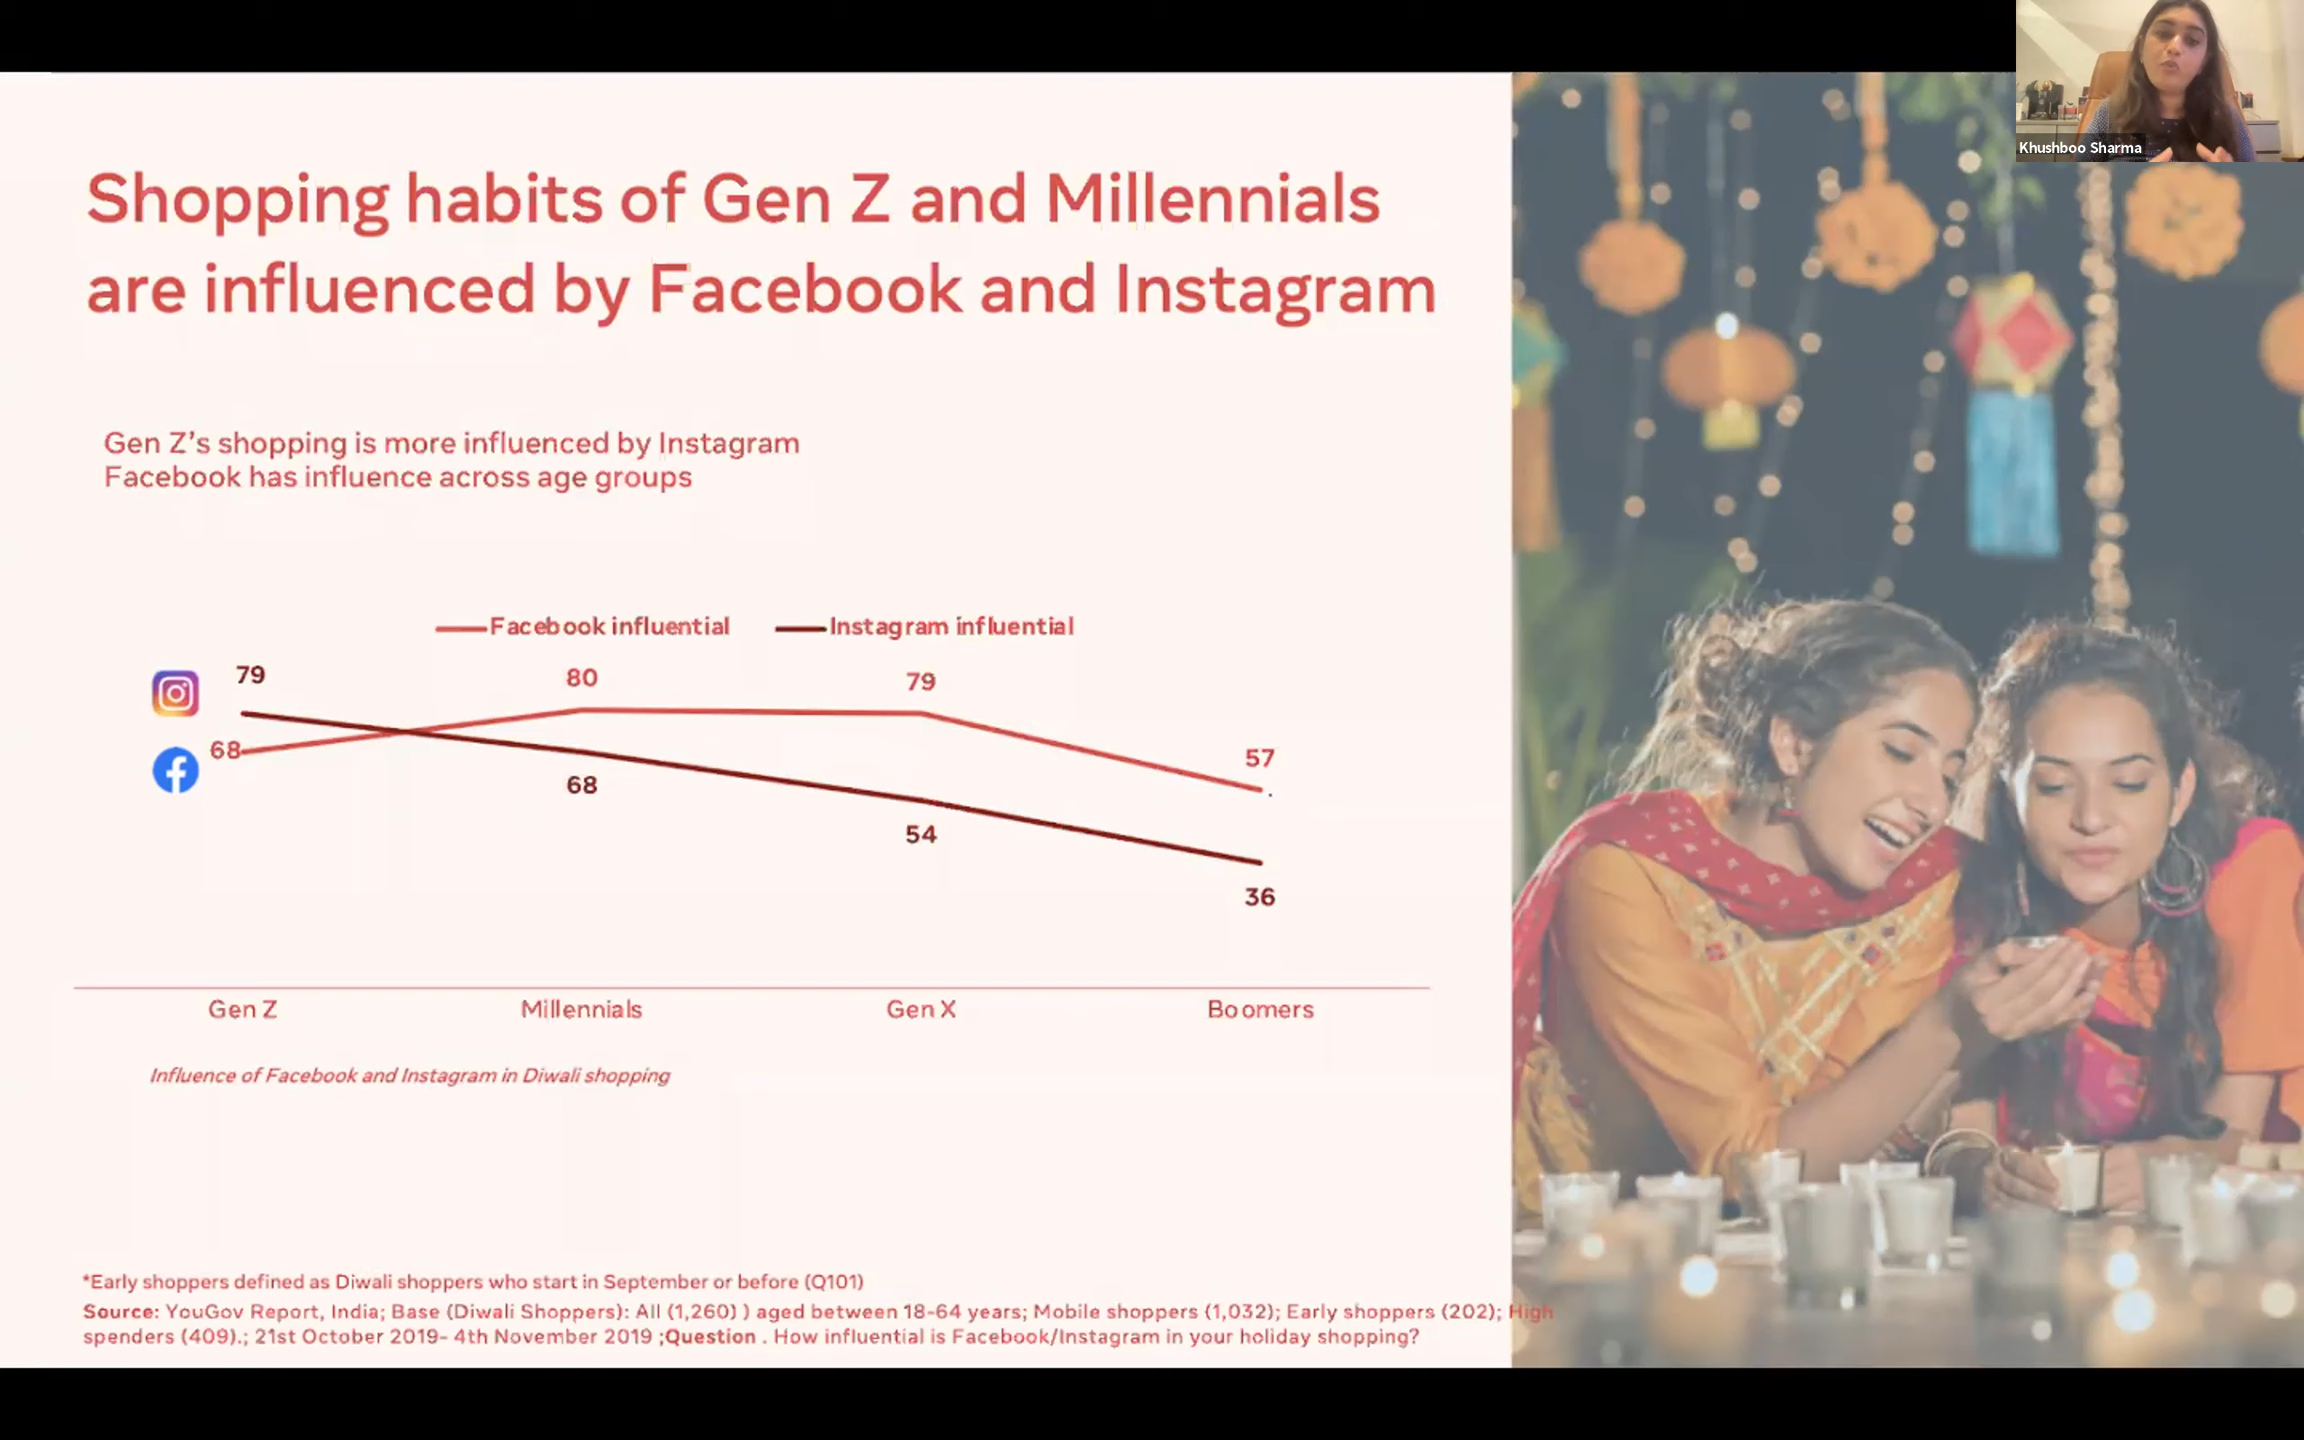 Khushboo Sharma
Shopping habits of Gen Z and Millennials
are influenced by Facebook and Instagram
Gen Z’s shopping is more influenced by Instagram
Facebook has influence across age groups
Facebook influential Instagram influential
79 80 79
68 57
68
54
36
Gen Z Millennials Gen X Boomers
Influence of Facebook and Instagram in Diwali shopping
*Early shoppers defined as Diwali shoppers who start in September or before (Q101)
Source: YouGov Report, India; Base (Diwali Shoppers): All (1,260) ) aged between 18-64 years; Mobile shoppers (1,032); Early shoppers (202); High
spenders (409).; 21st October 2019- 4th November 2019 ;Question . How influential is Facebook/Instagram in your holiday shopping?